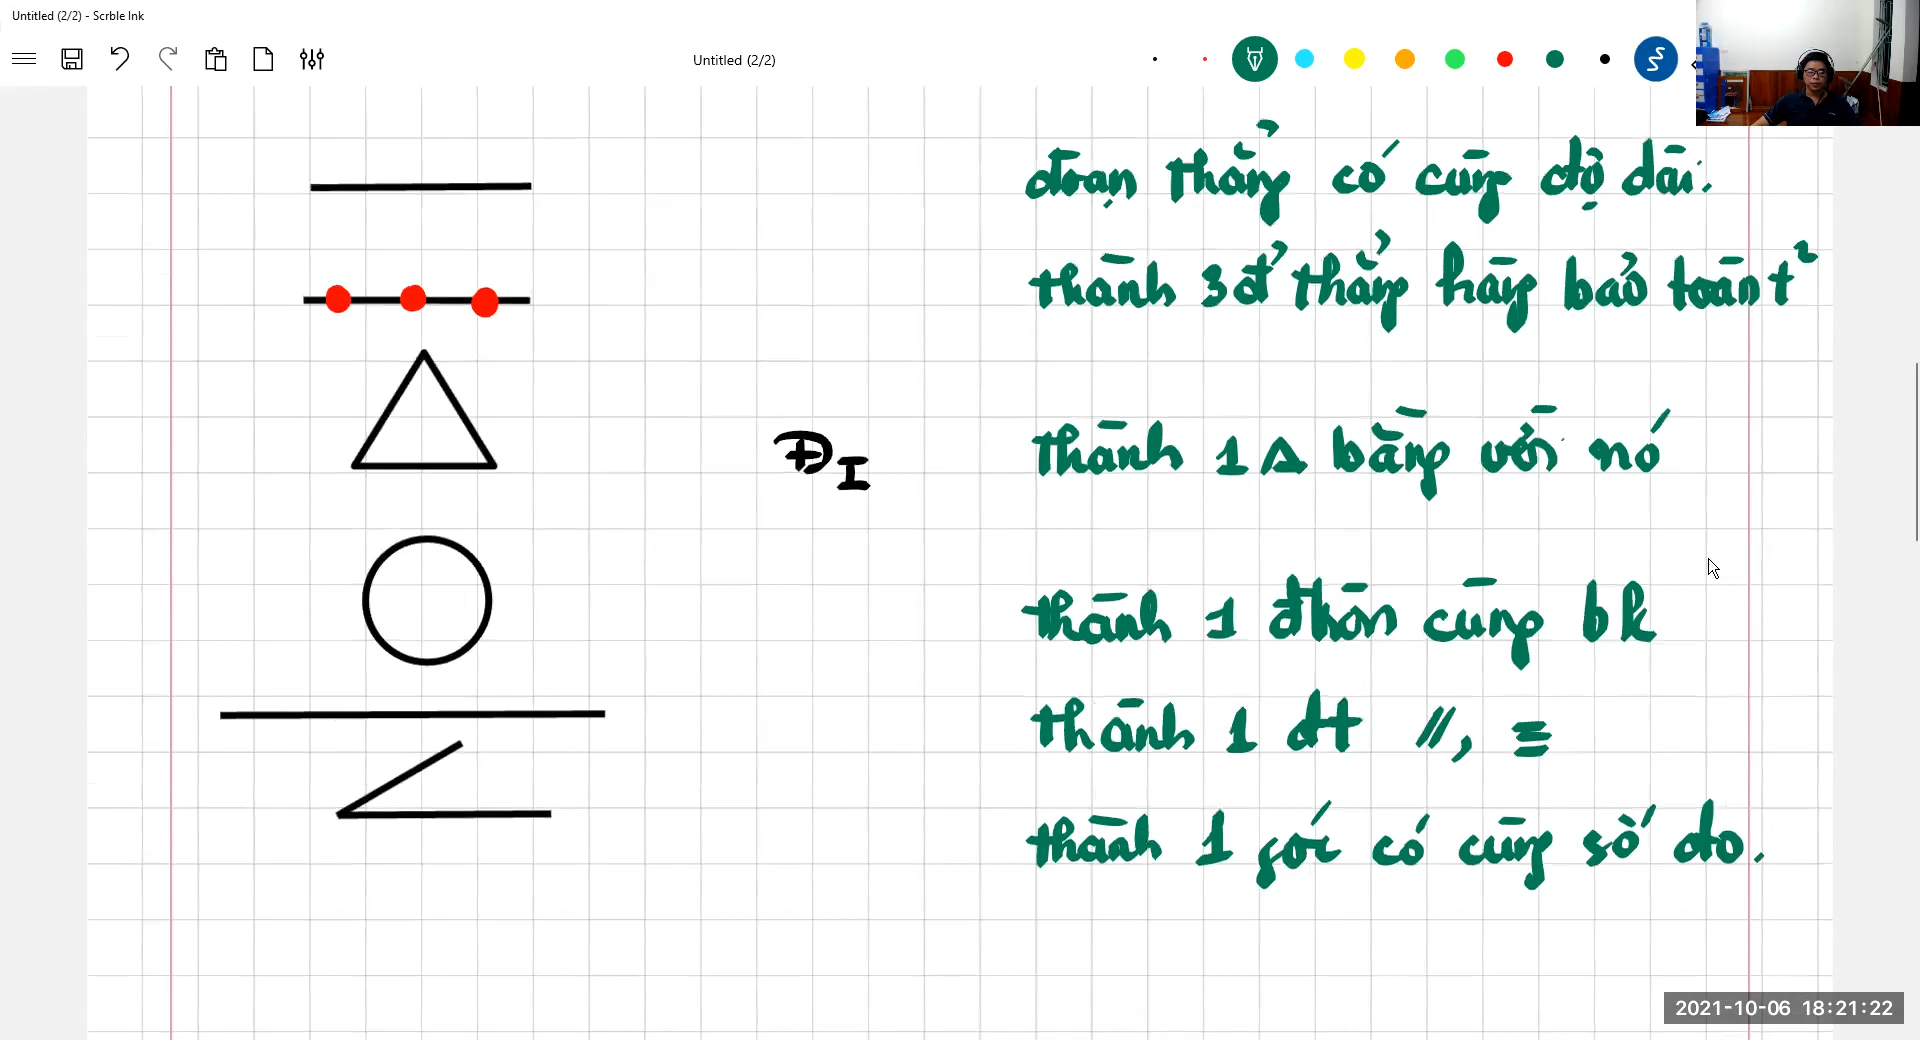 Untitled (2/2) - Scrble Ink
Untitled (2/2)
đoạn thẳng có cùng độ dài.
thành 3 đ' thẳng hàng bảo toàn t²
Đ_I
thành 1 Δ bằng với nó
thành 1 đtròn cùng bk
thành 1 dt //, ≡
thành 1 góc có cùng số đo.
2021-10-06 18:21:22